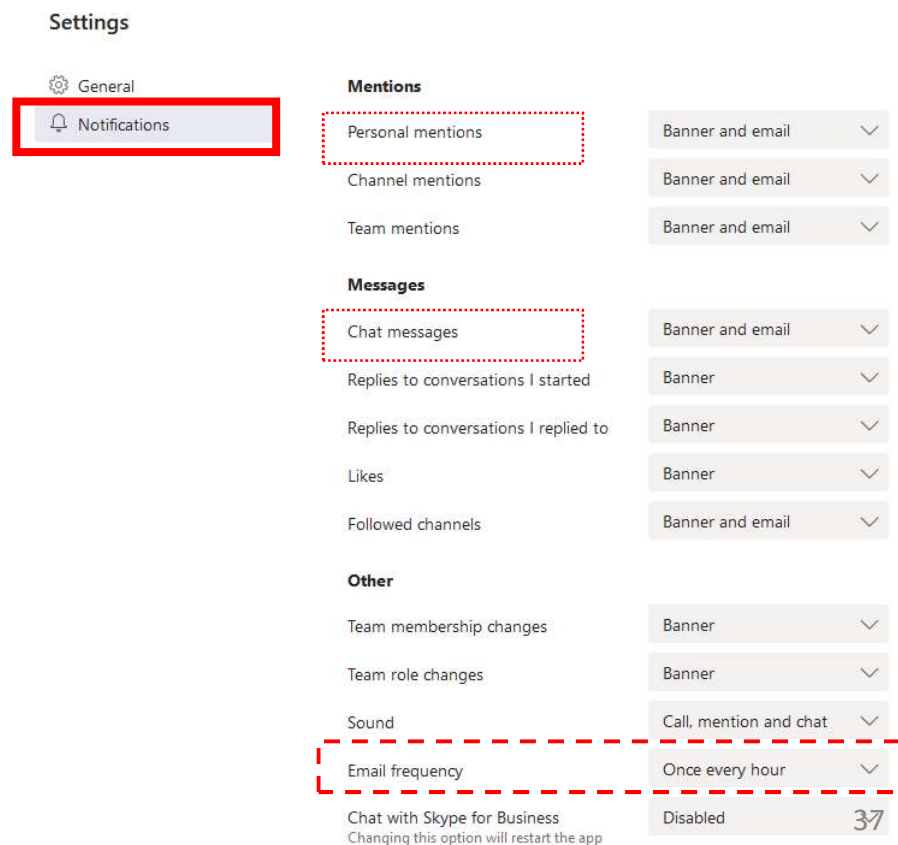 Settings
General
Notifications
Mentions
Personal mentions Banner and email
Channel mentions Banner and email
Team mentions Banner and email
Messages
Chat messages Banner and email
Replies to conversations I started Banner
Replies to conversations I replied to Banner
Likes Banner
Followed channels Banner and email
Other
Team membership changes Banner
Team role changes Banner
Sound Call, mention and chat
Email frequency Once every hour
Chat with Skype for Business Disabled
Changing this option will restart the app
37